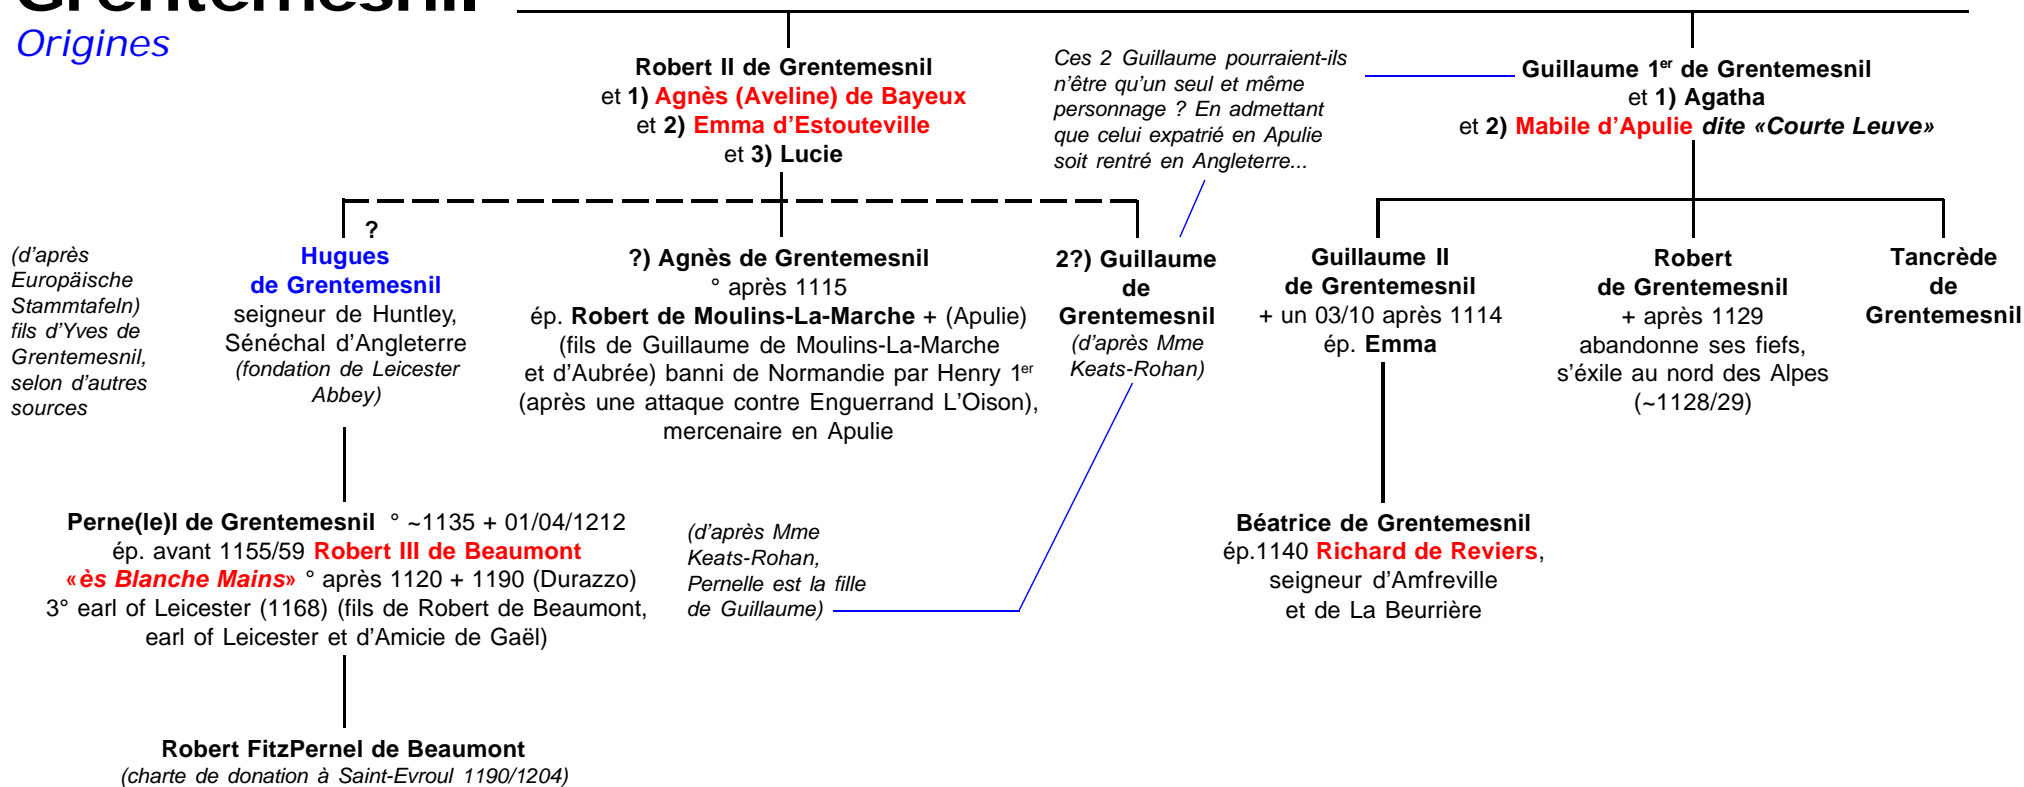 Grentemesnil
Origines
Robert II de Grentemesnil
et 1) Agnès (Aveline) de Bayeux
et 2) Emma d'Estouteville
et 3) Lucie
Ces 2 Guillaume pourraient-ils
n'être qu'un seul et même
personnage ? En admettant
que celui expatrié en Apulie
soit rentré en Angleterre...
Guillaume 1er de Grentemesnil
et 1) Agatha
et 2) Mabile d'Apulie dite «Courte Leuve»
(d'après
Europäische
Stammtafeln)
fils d'Yves de
Grentemesnil,
selon d'autres
sources
?
Hugues
de Grentemesnil
seigneur de Huntley,
Sénéchal d'Angleterre
(fondation de Leicester
Abbey)
?) Agnès de Grentemesnil
° après 1115
ép. Robert de Moulins-La-Marche + (Apulie)
(fils de Guillaume de Moulins-La-Marche
et d'Aubrée) banni de Normandie par Henry 1er
(après une attaque contre Enguerrand L'Oison),
mercenaire en Apulie
2?) Guillaume
de
Grentemesnil
(d'après Mme
Keats-Rohan)
Guillaume II
de Grentemesnil
+ un 03/10 après 1114
ép. Emma
Robert
de Grentemesnil
+ après 1129
abandonne ses fiefs,
s'éxile au nord des Alpes
(~1128/29)
Tancrède
de
Grentemesnil
Perne(le)l de Grentemesnil ° ~1135 + 01/04/1212
ép. avant 1155/59 Robert III de Beaumont
«ès Blanche Mains» ° après 1120 + 1190 (Durazzo)
3° earl of Leicester (1168) (fils de Robert de Beaumont,
earl of Leicester et d'Amicie de Gaël)
(d'après Mme
Keats-Rohan,
Pernelle est la fille
de Guillaume)
Béatrice de Grentemesnil
ép.1140 Richard de Reviers,
seigneur d'Amfreville
et de La Beurrière
Robert FitzPernel de Beaumont
(charte de donation à Saint-Evroul 1190/1204)